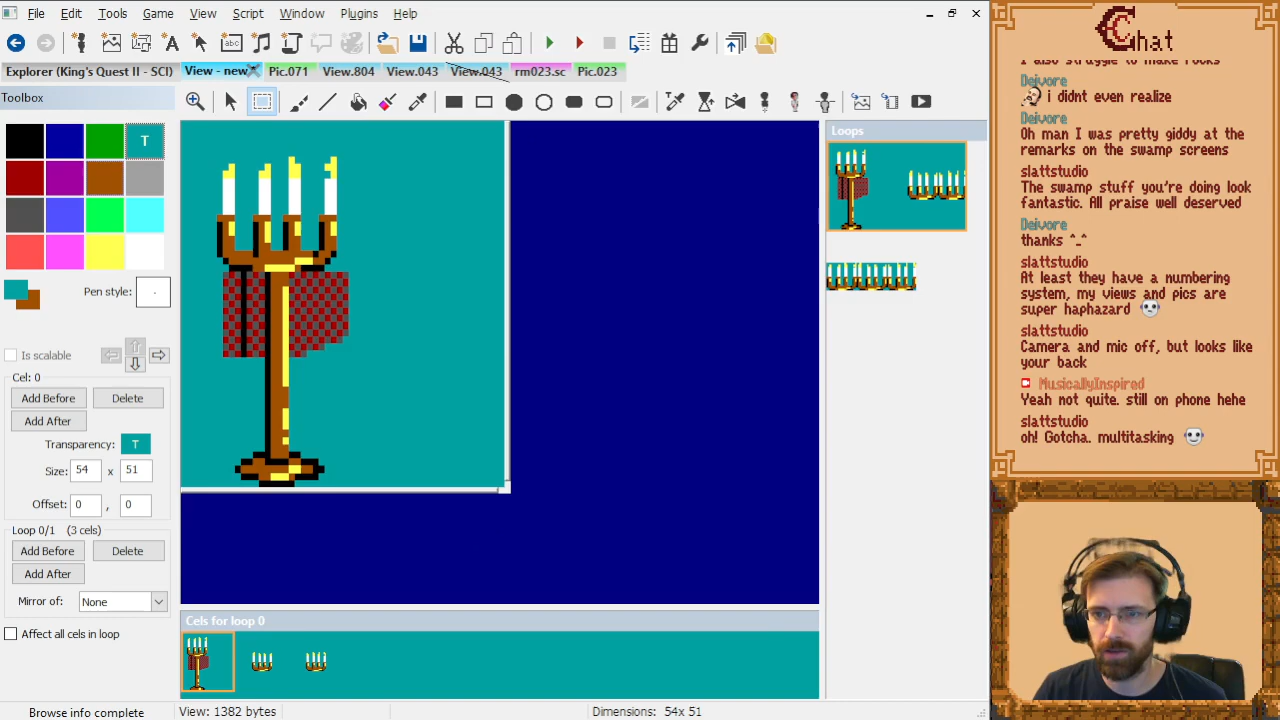 File Edit Tools Game View Script Window Plugins Help
Explorer (King's Quest II - SCI) View - new Pic.071 View.804 View.043 View.043 rm023.sc Pic.023
Toolbox
T
Pen style:
Is scalable
Cel: 0
Add Before Delete
Add After
Transparency: T
Size: 54 x 51
Offset: 0 , 0
Loop 0/1 (3 cels)
Add Before Delete
Add After
Mirror of: None
Affect all cels in loop
Browse info complete
Loops
Cels for loop 0
View: 1382 bytes
Dimensions: 54x 51
Chat
I also struggle to make rocks
Deivore
i didnt even realize
Deivore
Oh man I was pretty giddy at the
remarks on the swamp screens
slattstudio
The swamp stuff you're doing look
fantastic. All praise well deserved
Deivore
thanks ^_^
slattstudio
At least they have a numbering
system, my views and pics are
super haphazard
slattstudio
Camera and mic off, but looks like
your back
MusicallyInspired
Yeah not quite. still on phone hehe
slattstudio
oh! Gotcha. multitasking